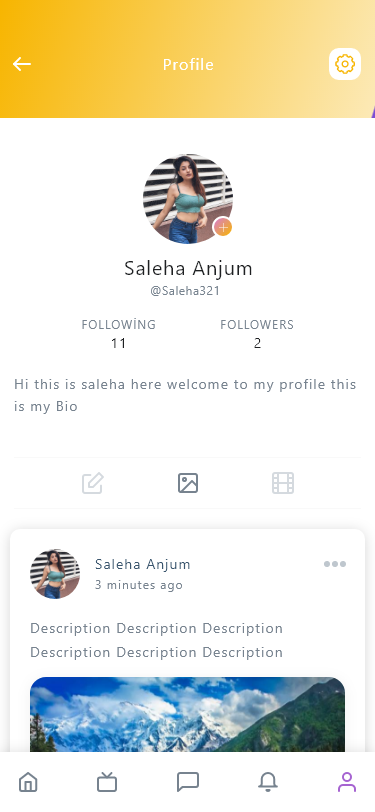 Profile
Saleha Anjum
@Saleha321
FOLLOWİNG FOLLOWERS
11 2
Hi this is saleha here welcome to my profile this
is my Bio
Saleha Anjum
3 minutes ago
Description Description Description
Description Description Description